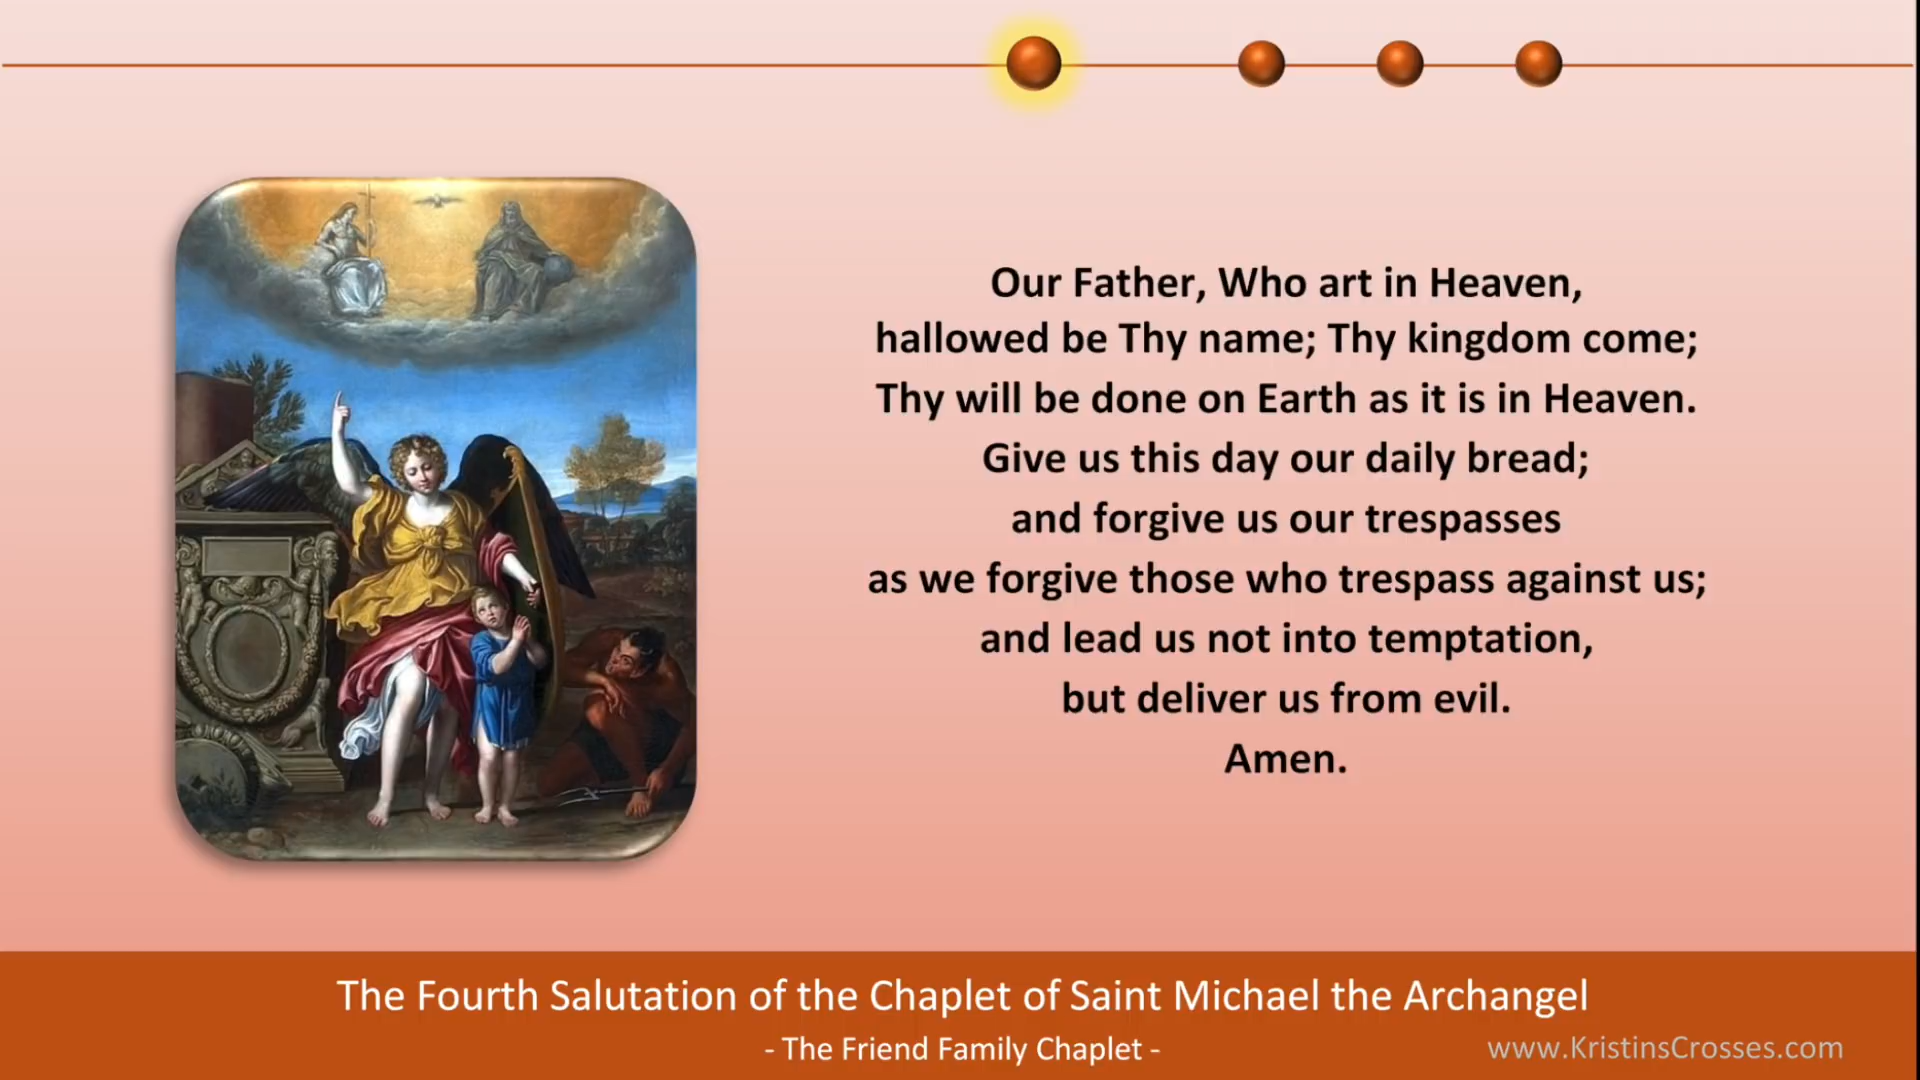 Our Father, Who art in Heaven,
hallowed be Thy name; Thy kingdom come;
Thy will be done on Earth as it is in Heaven.
Give us this day our daily bread;
and forgive us our trespasses
as we forgive those who trespass against us;
and lead us not into temptation,
but deliver us from evil.
Amen.
The Fourth Salutation of the Chaplet of Saint Michael the Archangel
- The Friend Family Chaplet -
www.KristinsCrosses.com